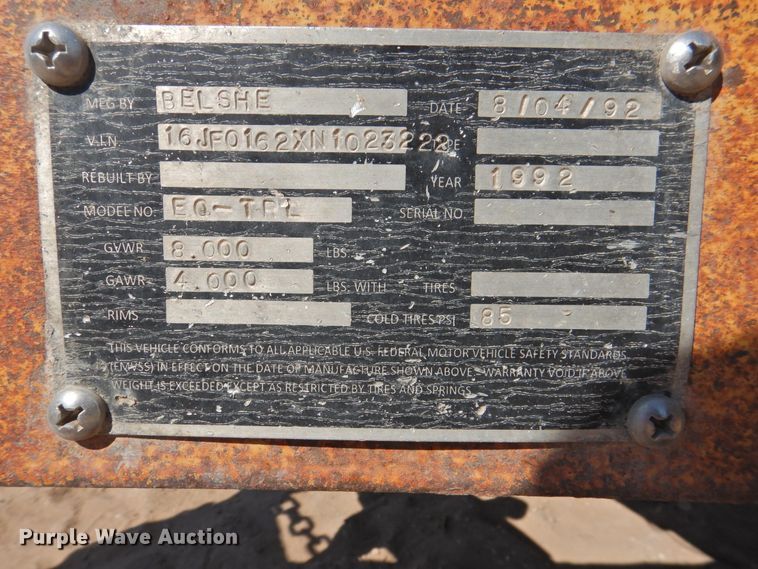 MFG BY BELSHE DATE 8/04/92
V.I.N. 16JF0162XN1023222 TYPE
REBUILT BY YEAR 1992
MODEL NO. EQ-TRL SERIAL NO.
GVWR 8.000 LBS.
GAWR 4.000 LBS. WITH TIRES
RIMS COLD TIRES PSI 85
THIS VEHICLE CONFORMS TO ALL APPLICABLE U.S. FEDERAL MOTOR VEHICLE SAFETY STANDARDS
(FMVSS) IN EFFECT ON THE DATE OF MANUFACTURE SHOWN ABOVE - WARRANTY VOID IF ABOVE
WEIGHT IS EXCEEDED EXCEPT AS RESTRICTED BY TIRES AND SPRINGS
Purple Wave Auction